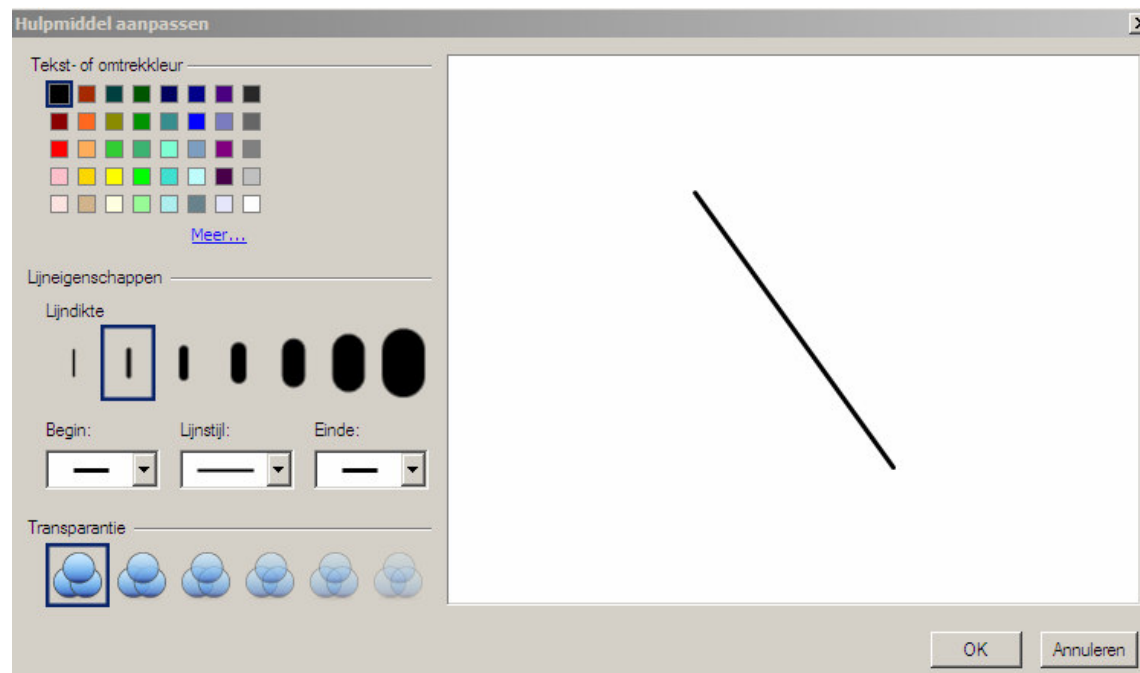 Hulpmiddel aanpassen
Tekst- of omtrekkleur
Meer...
Lijneigenschappen
Lijndikte
Begin: Lijnstijl: Einde:
Transparantie
OK Annuleren